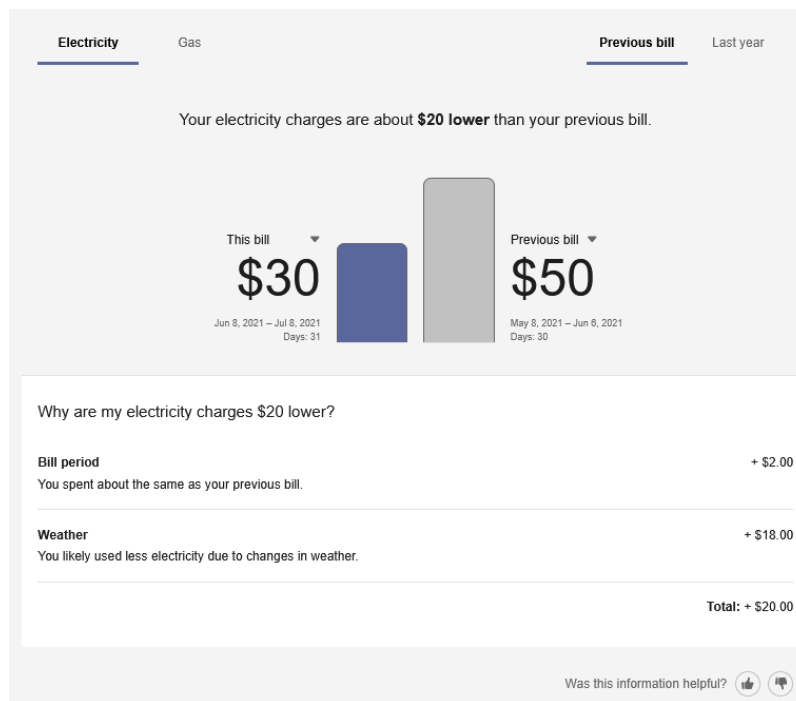 Electricity Gas Previous bill Last year
Your electricity charges are about $20 lower than your previous bill.
This bill
$30
Jun 8, 2021 – Jul 8, 2021
Days: 31
Previous bill
$50
May 8, 2021 – Jun 6, 2021
Days: 30
Why are my electricity charges $20 lower?
Bill period + $2.00
You spent about the same as your previous bill.
Weather + $18.00
You likely used less electricity due to changes in weather.
Total: + $20.00
Was this information helpful?